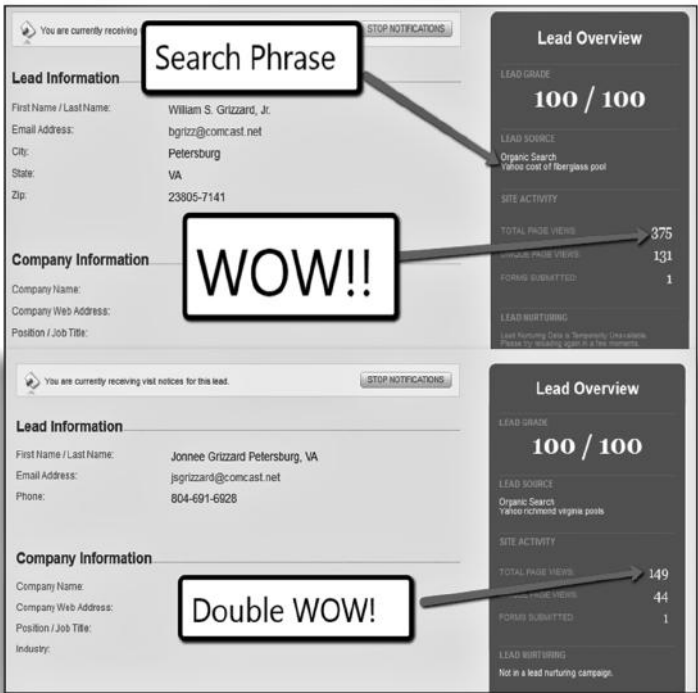 You are currently receiving
STOP NOTIFICATIONS
Search Phrase
Lead Information
First Name / Last Name: William S. Grizzard, Jr.
Email Address: bgrizz@comcast.net
City: Petersburg
State: VA
Zip: 23805-7141
WOW!!
Company Information
Company Name:
Company Web Address:
Position / Job Title:
Lead Overview
LEAD GRADE
100 / 100
LEAD SOURCE
Organic Search
Yahoo cost of fiberglass pool
SITE ACTIVITY
TOTAL PAGE VIEWS: 375
UNIQUE PAGE VIEWS: 131
FORMS SUBMITTED: 1
LEAD NURTURING
Lead Nurturing Data is Temporarily Unavailable.
Please try reloading again in a few moments.
You are currently receiving visit notices for this lead.
STOP NOTIFICATIONS
Lead Information
First Name / Last Name: Jonnee Grizzard Petersburg, VA
Email Address: jsgrizzard@comcast.net
Phone: 804-691-6928
Company Information
Company Name:
Company Web Address:
Position / Job Title:
Industry:
Double WOW!
Lead Overview
LEAD GRADE
100 / 100
LEAD SOURCE
Organic Search
Yahoo richmond virginia pools
SITE ACTIVITY
TOTAL PAGE VIEWS: 149
PAGE VIEWS: 44
FORMS SUBMITTED: 1
LEAD NURTURING
Not in a lead nurturing campaign.